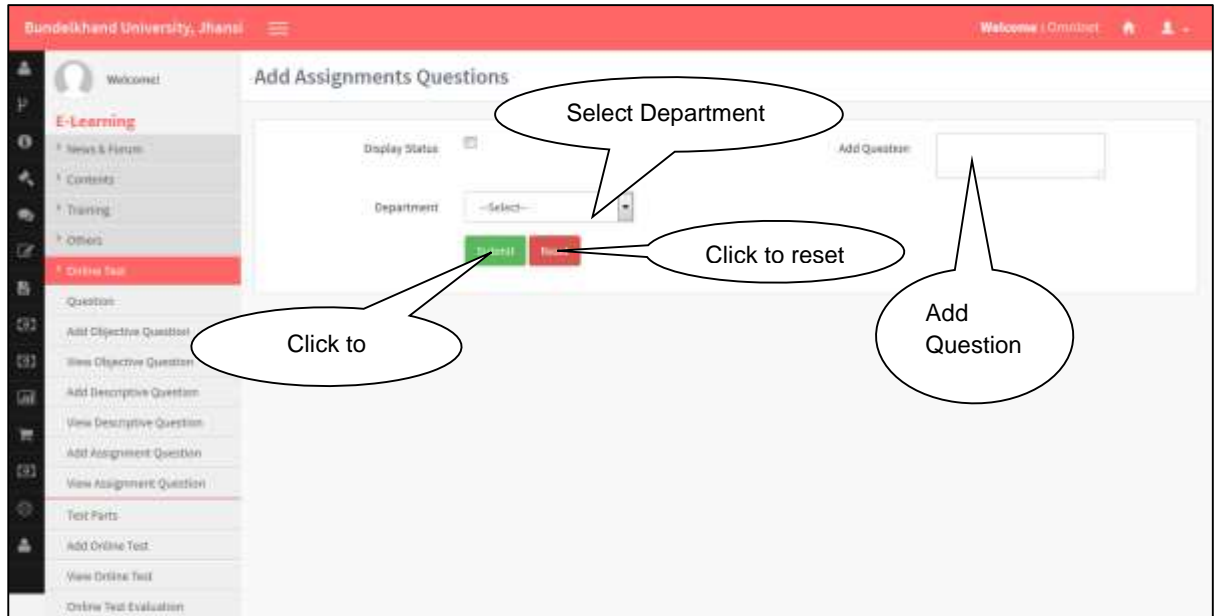 Bundelkhand University, Jhansi
Welcome : Omninet
Welcome!
E-Learning
News & Forum
Contents
Training
Others
Online Test
Question
Add Objective Question
View Objective Question
Add Descriptive Question
View Descriptive Question
Add Assignment Question
View Assignment Question
Test Parts
Add Online Test
View Online Test
Online Test Evaluation
Add Assignments Questions
Select Department
Display Status
Add Question
Department
--Select--
Submit
Reset
Click to reset
Click to
Add
Question